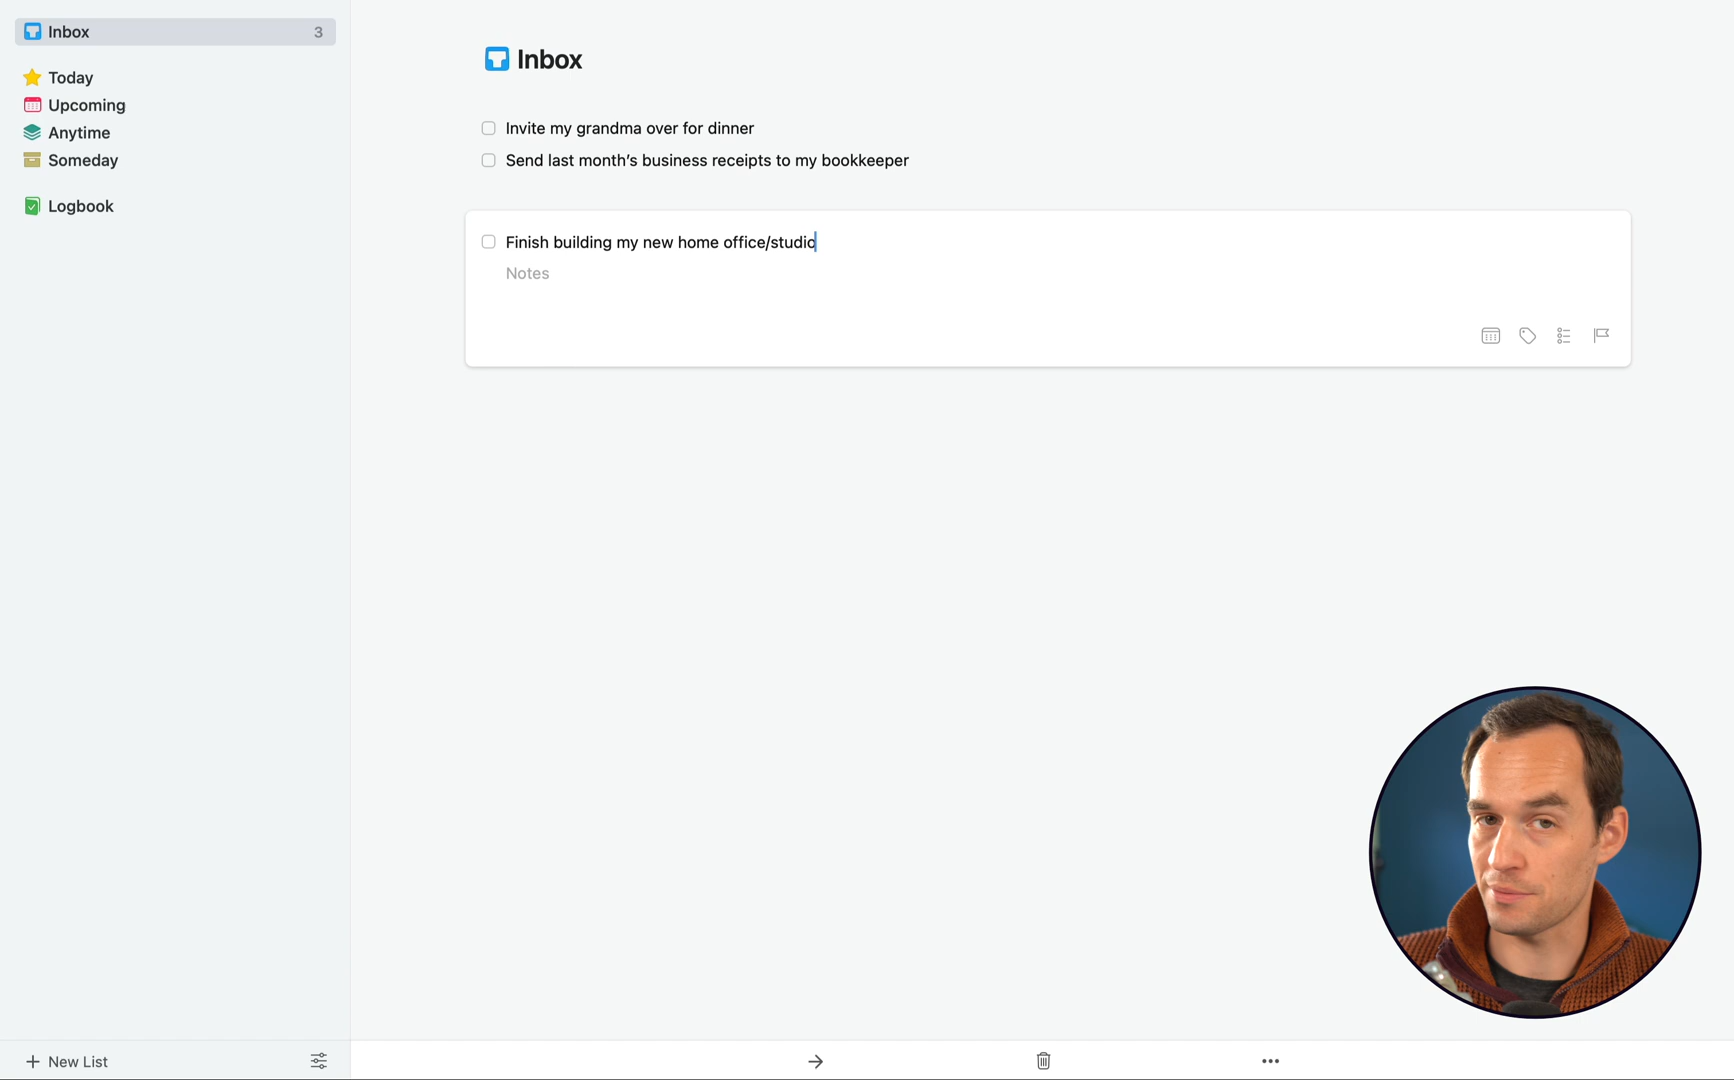 Inbox 3
Today
Upcoming
Anytime
Someday
Logbook
Inbox
Invite my grandma over for dinner
Send last month's business receipts to my bookkeeper
Finish building my new home office/studio
Notes
New List